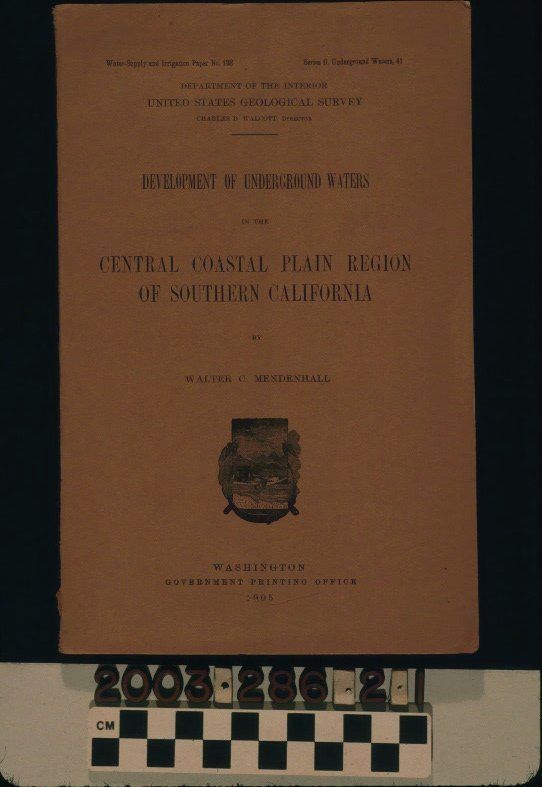 Water-Supply and Irrigation Paper No. 138 Series O, Underground Waters, 41
DEPARTMENT OF THE INTERIOR
UNITED STATES GEOLOGICAL SURVEY
CHARLES D. WALCOTT, DIRECTOR
DEVELOPMENT OF UNDERGROUND WATERS
IN THE
CENTRAL COASTAL PLAIN REGION
OF SOUTHERN CALIFORNIA
BY
WALTER C. MENDENHALL
WASHINGTON
GOVERNMENT PRINTING OFFICE
1905
2003.286.2.1
CM